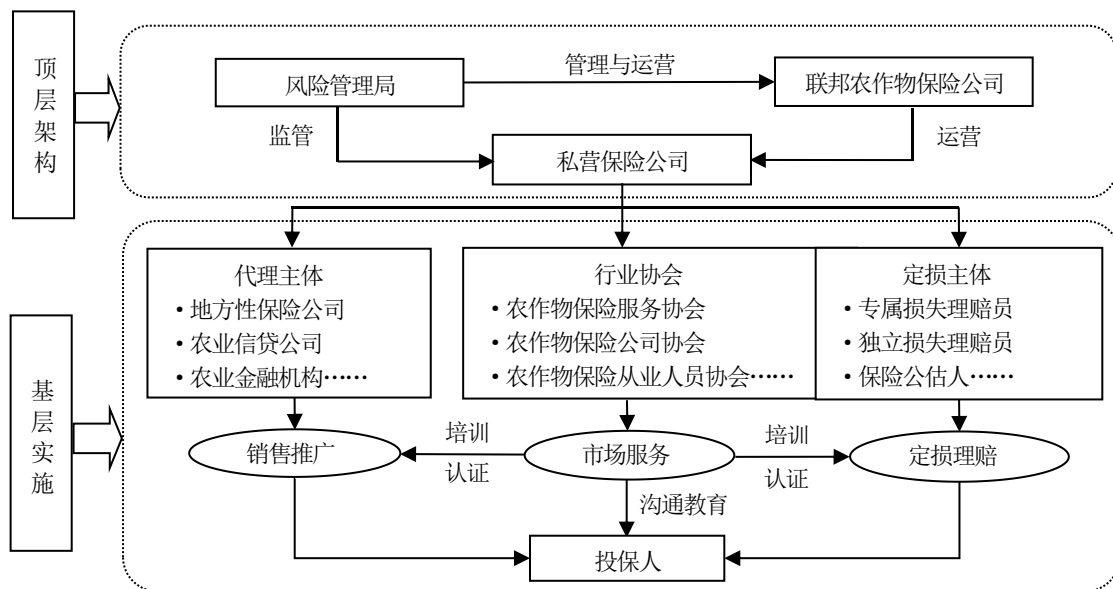 顶层架构
管理与运营
风险管理局
联邦农作物保险公司
监管
运营
私营保险公司
基层实施
代理主体
·地方性保险公司
·农业信贷公司
·农业金融机构……
行业协会
·农作物保险服务协会
·农作物保险公司协会
·农作物保险从业人员协会……
定损主体
·专属损失理赔员
·独立损失理赔员
·保险公估人……
销售推广
培训
认证
市场服务
培训
认证
定损理赔
沟通教育
投保人